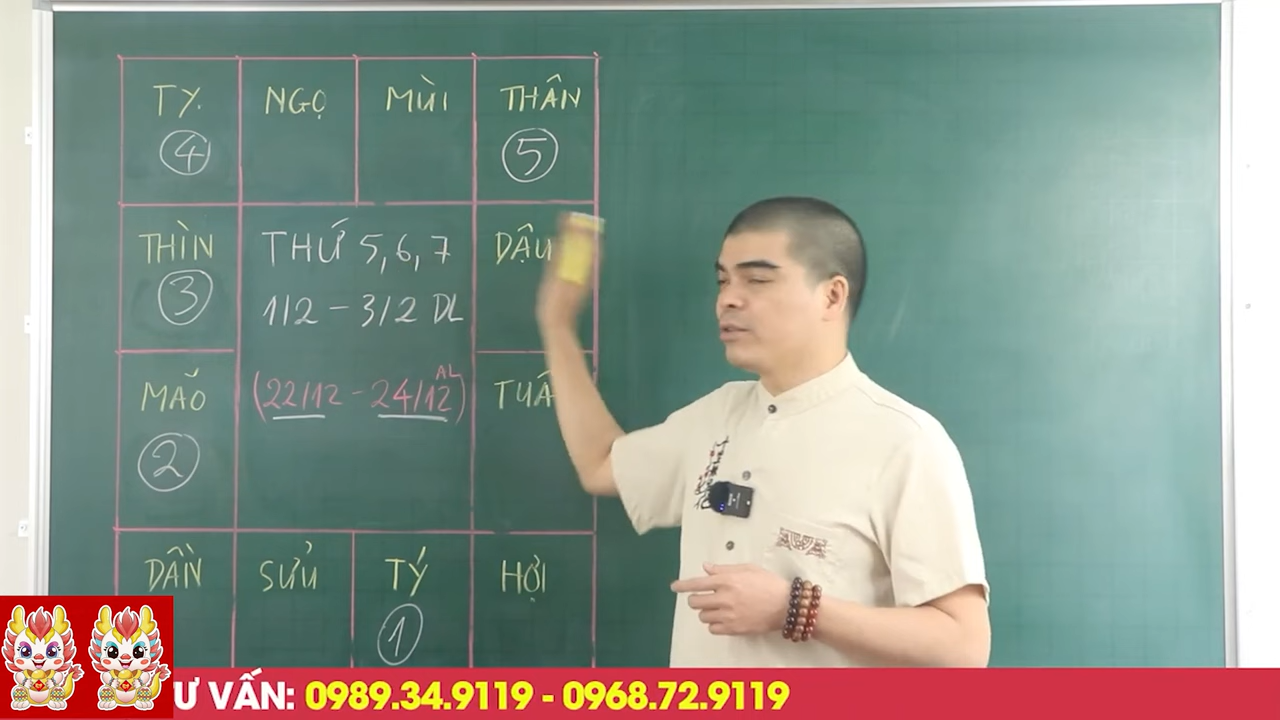 TỴ.
NGỌ
MÙI
THÂN
④
⑤
THÌN
THỨ 5,6,7
DẬU
③
1/2 - 3/2 DL
MÃO
(22/12 - 24/12) AL
②
DẦN
SỬU
TÝ
HỢI
①
Ư VẤN: 0989.34.9119 - 0968.72.9119